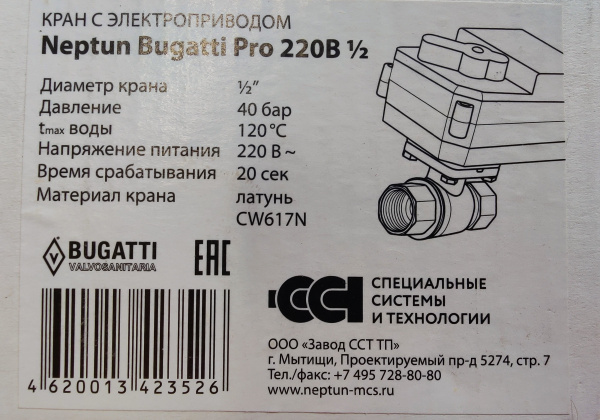 КРАН С ЭЛЕКТРОПРИВОДОМ
Neptun Bugatti Pro 220В ½
Диаметр крана ½”
Давление 40 бар
tmax воды 120 °С
Напряжение питания 220 В ~
Время срабатывания 20 сек
Материал крана латунь
CW617N
BUGATTI
VALVOSANITARIA
EAC
ССТ
СПЕЦИАЛЬНЫЕ
СИСТЕМЫ
И ТЕХНОЛОГИИ
ООО «Завод ССТ ТП»
г. Мытищи, Проектируемый пр-д 5274, стр. 7
Тел./факс: +7 495 728-80-80
www.neptun-mcs.ru
4 620013 423526